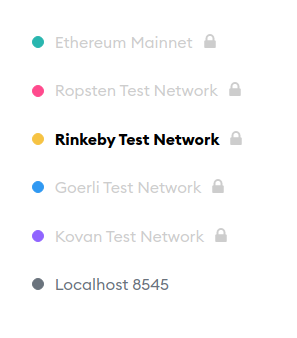 Ethereum Mainnet
Ropsten Test Network
Rinkeby Test Network
Goerli Test Network
Kovan Test Network
Localhost 8545